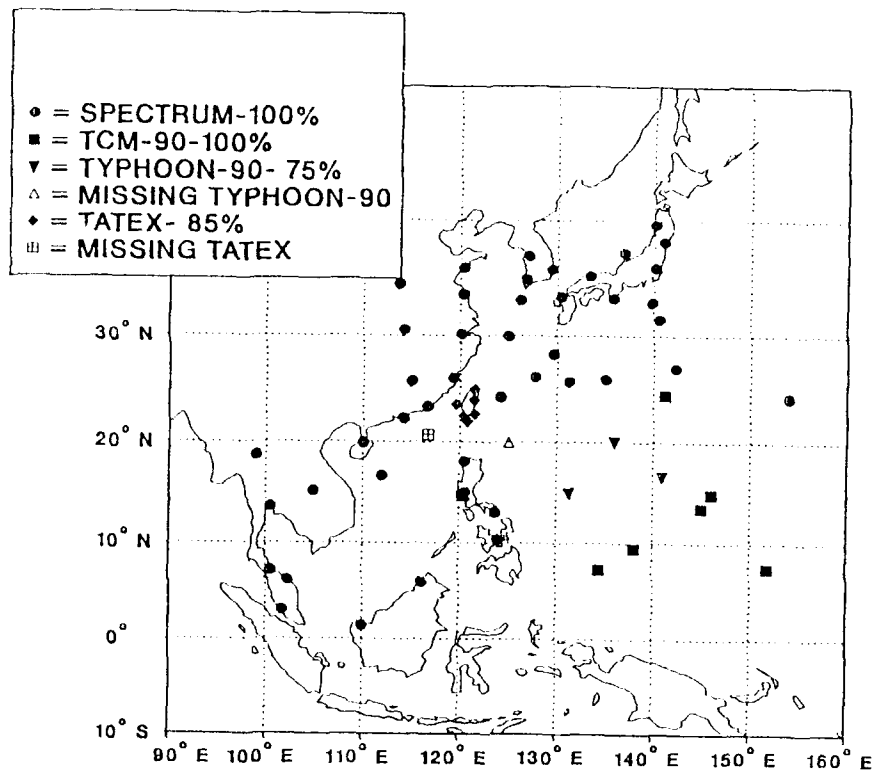 ● = SPECTRUM-100%
■ = TCM-90-100%
▼ = TYPHOON-90- 75%
△ = MISSING TYPHOON-90
◆ = TATEX- 85%
⊞ = MISSING TATEX
30° N
20° N
10° N
0°
10° S
90° E 100° E 110° E 120° E 130° E 140° E 150° E 160° E